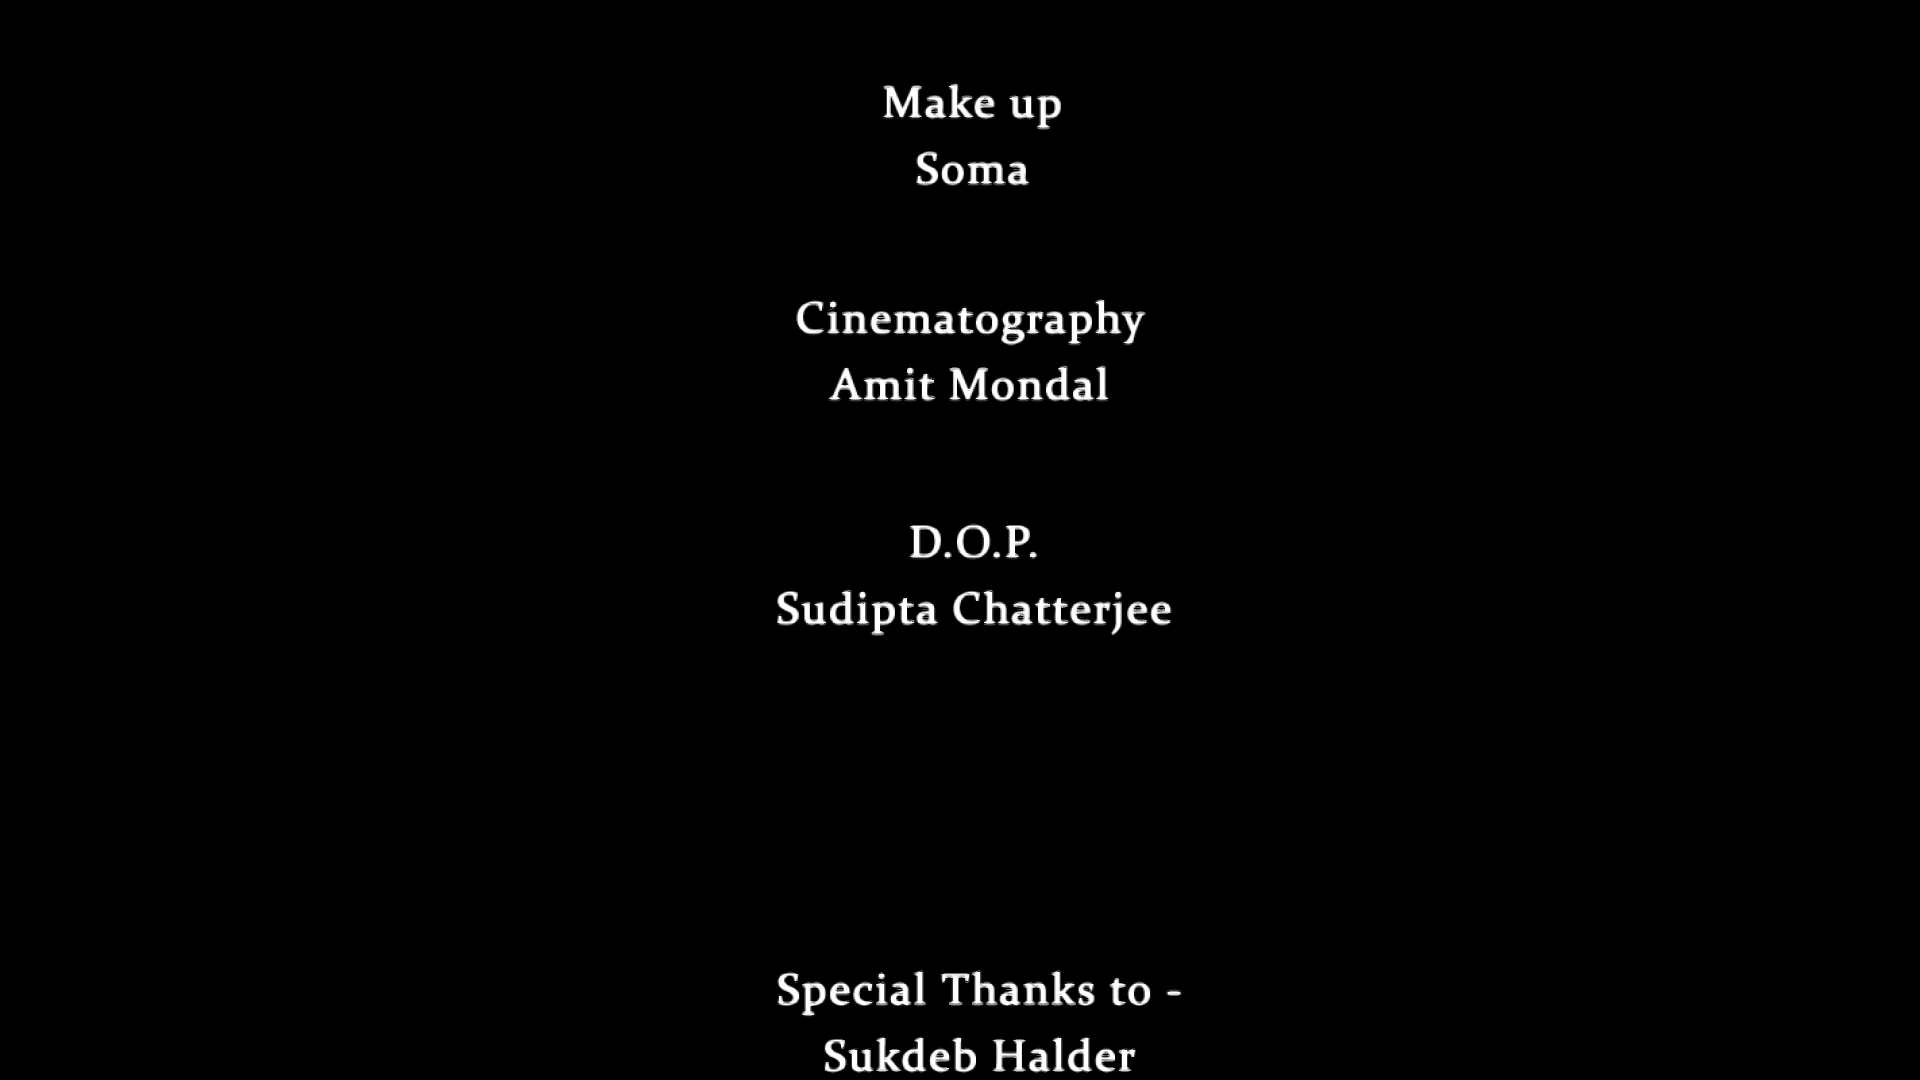 Make up
Soma
Cinematography
Amit Mondal
D.O.P.
Sudipta Chatterjee
Special Thanks to -
Sukdeb Halder